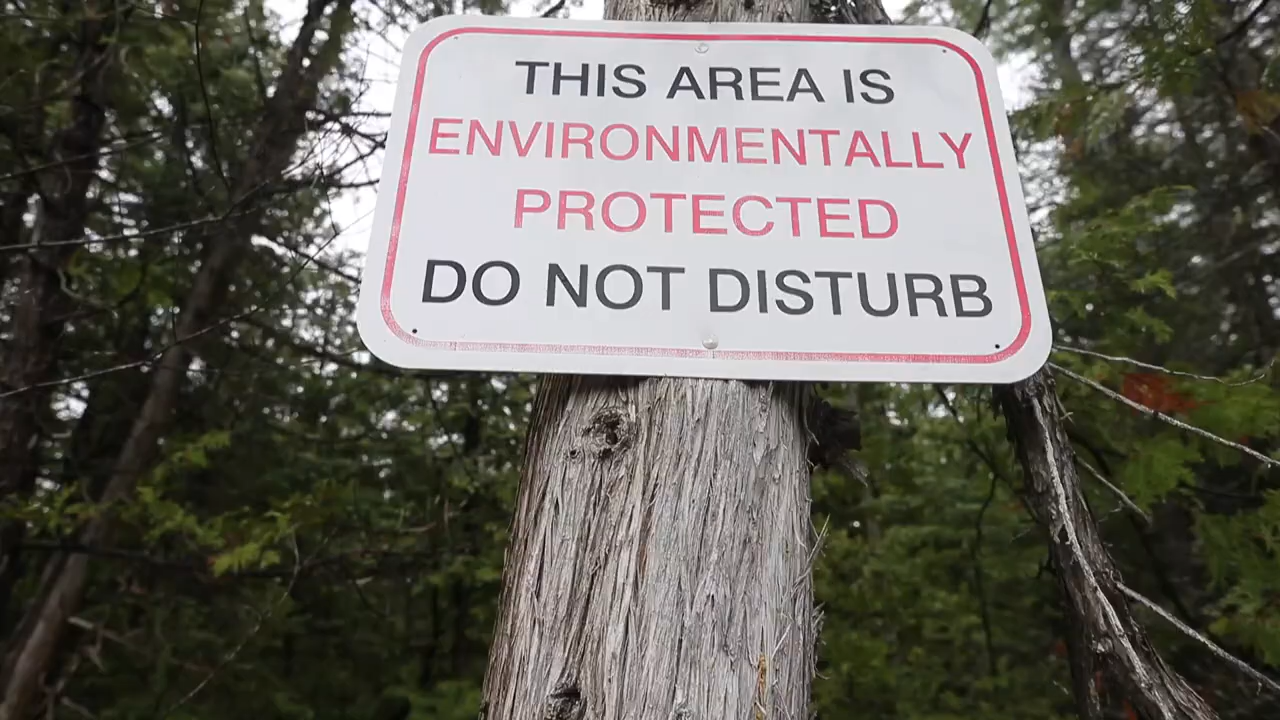 THIS AREA IS
ENVIRONMENTALLY
PROTECTED
DO NOT DISTURB